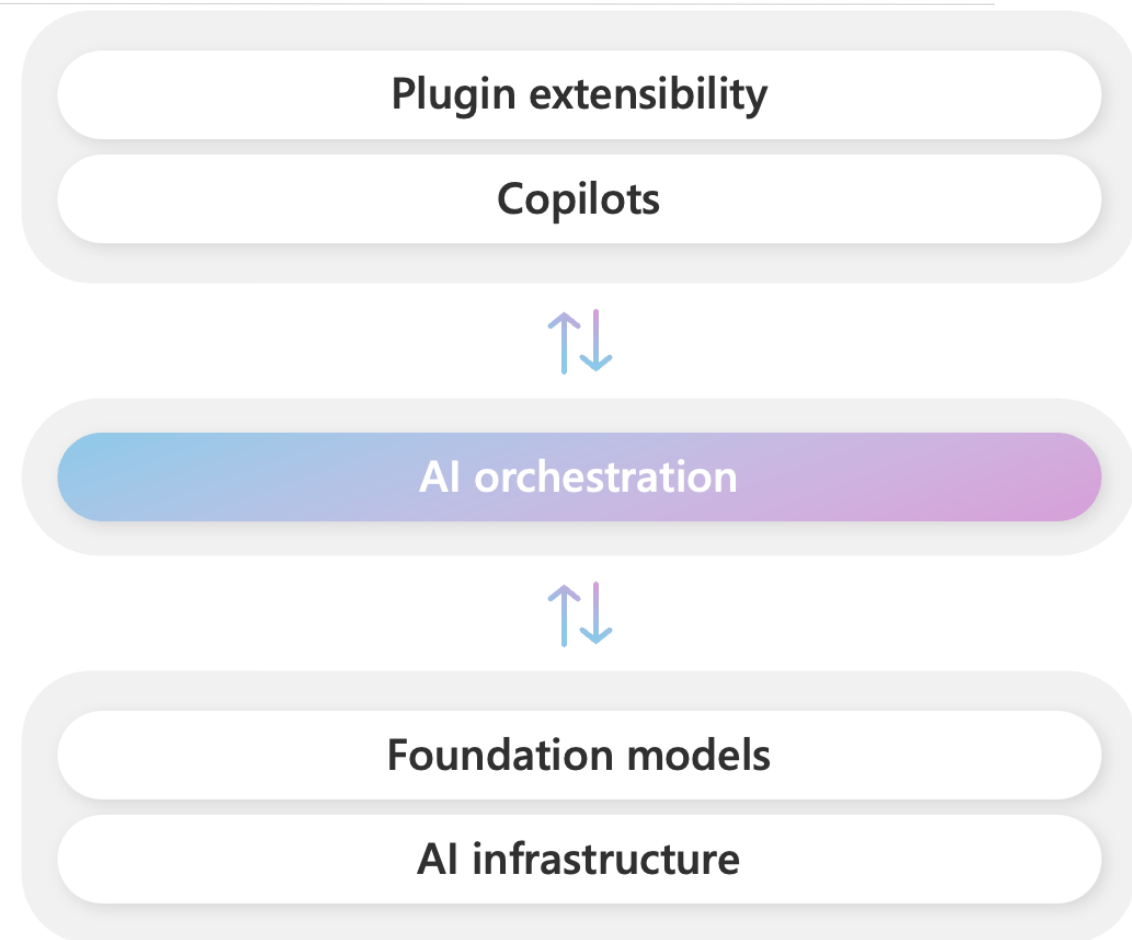 Plugin extensibility
Copilots
AI orchestration
Foundation models
AI infrastructure